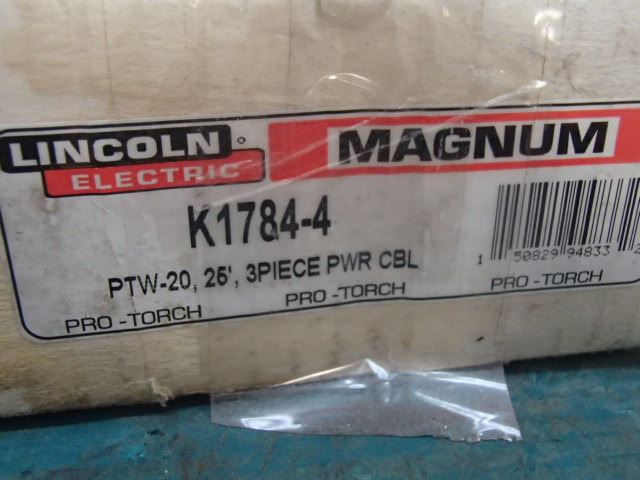 LINCOLN ELECTRIC
MAGNUM
K1784-4
PTW-20, 25', 3PIECE PWR CBL
PRO -TORCH PRO -TORCH PRO -TORCH
1 50829 94833 2